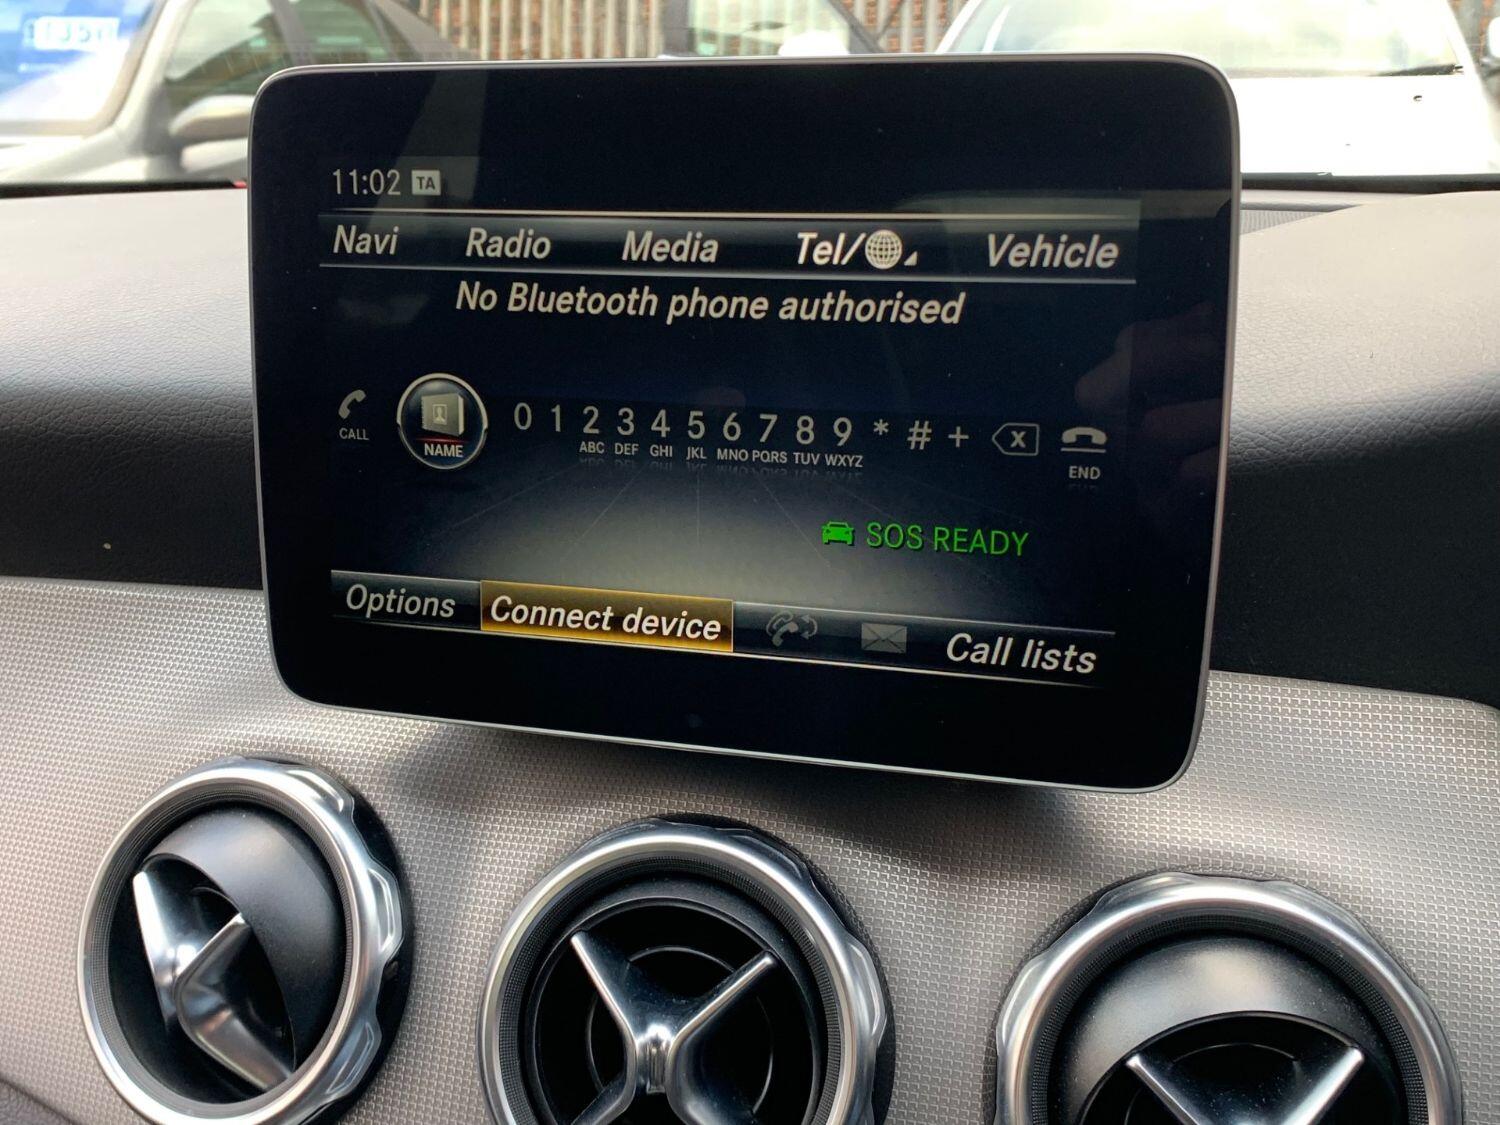 11:02 TA
Navi Radio Media Tel/ Vehicle
No Bluetooth phone authorised
0 1 2 3 4 5 6 7 8 9 * # +
CALL NAME ABC DEF GHI JKL MNO PQRS TUV WXYZ END
SOS READY
Options Connect device Call lists